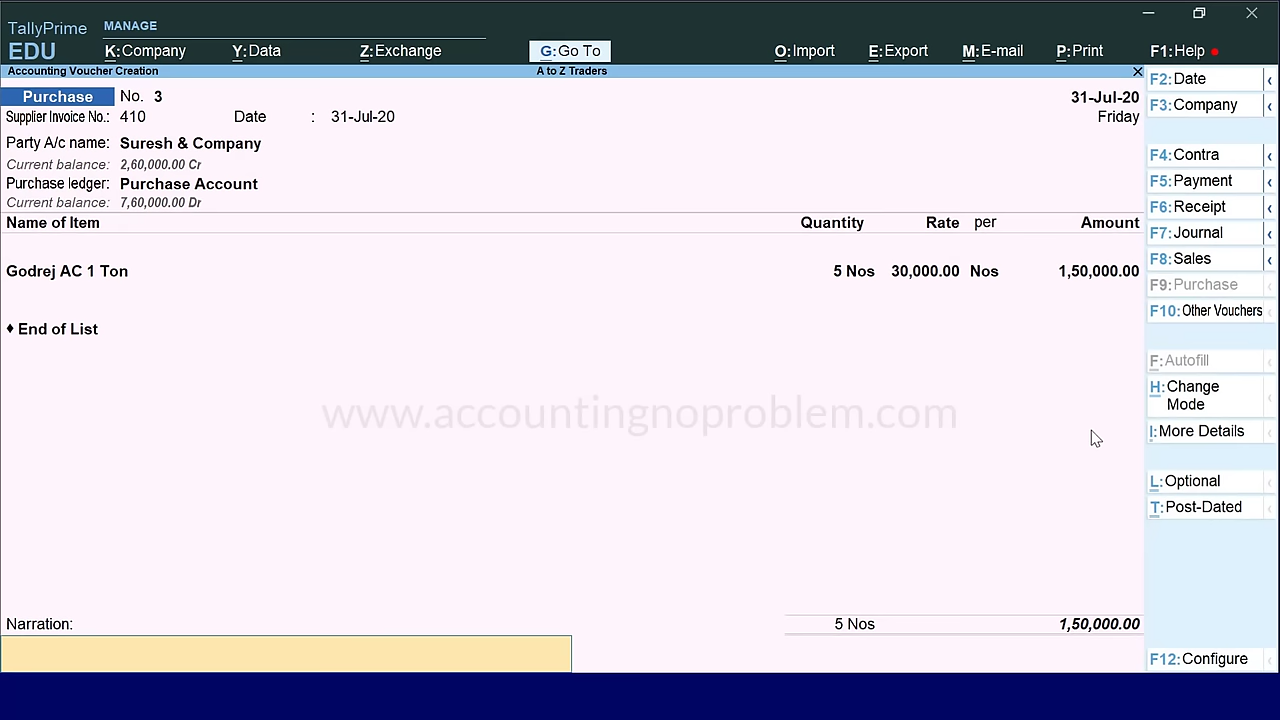 TallyPrime MANAGE
EDU K:Company Y:Data Z:Exchange G:Go To O:Import E:Export M:E-mail P:Print F1:Help
Accounting Voucher Creation A to Z Traders
Purchase No. 3 31-Jul-20
Supplier Invoice No.: 410 Date : 31-Jul-20 Friday
Party A/c name: Suresh & Company
Current balance: 2,60,000.00 Cr
Purchase ledger: Purchase Account
Current balance: 7,60,000.00 Dr
Name of Item Quantity Rate per Amount
Godrej AC 1 Ton 5 Nos 30,000.00 Nos 1,50,000.00
♦ End of List
www.accountingnoproblem.com
Narration: 5 Nos 1,50,000.00
F2:Date
F3:Company
F4:Contra
F5:Payment
F6:Receipt
F7:Journal
F8:Sales
F9:Purchase
F10:Other Vouchers
F:Autofill
H:Change
Mode
I:More Details
L:Optional
T:Post-Dated
F12:Configure